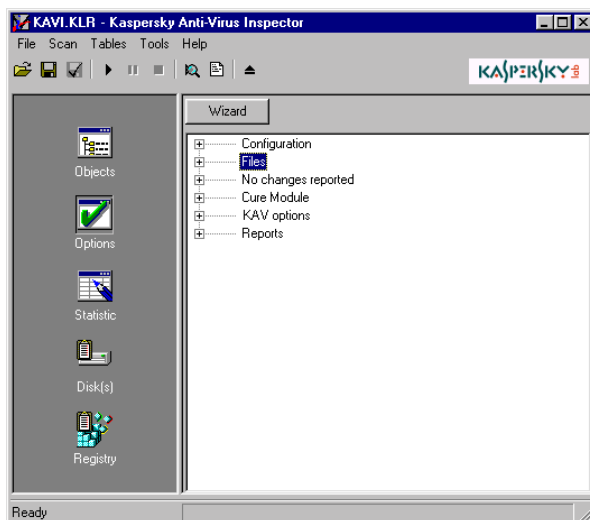 KAVI.KLR - Kaspersky Anti-Virus Inspector
File Scan Tables Tools Help
KASPERSKY lab
Objects
Options
Statistic
Disk(s)
Registry
Wizard
Configuration
Files
No changes reported
Cure Module
KAV options
Reports
Ready